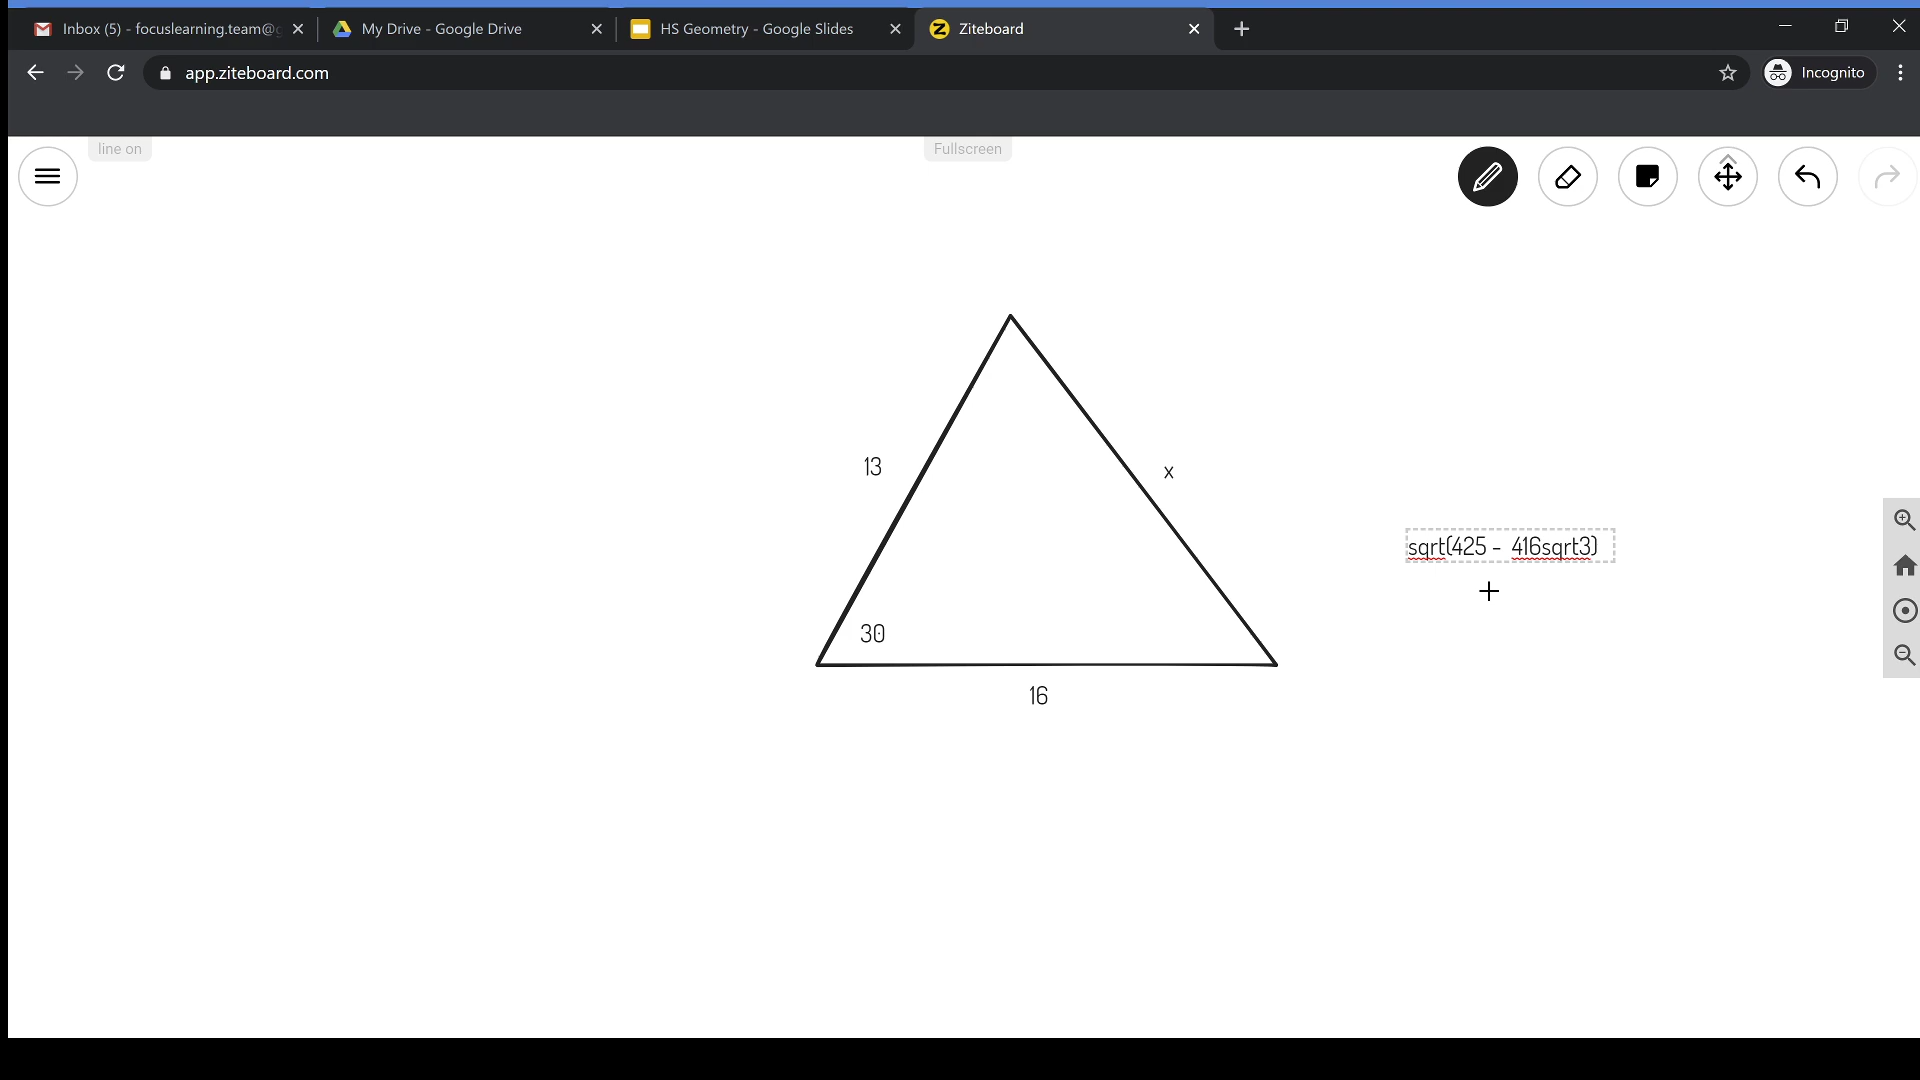 Inbox (5) - focuslearning.team@g
My Drive - Google Drive
HS Geometry - Google Slides
Ziteboard
app.ziteboard.com
Incognito
line on
Fullscreen
13
x
sqrt(425 - 416sqrt3)
30
16